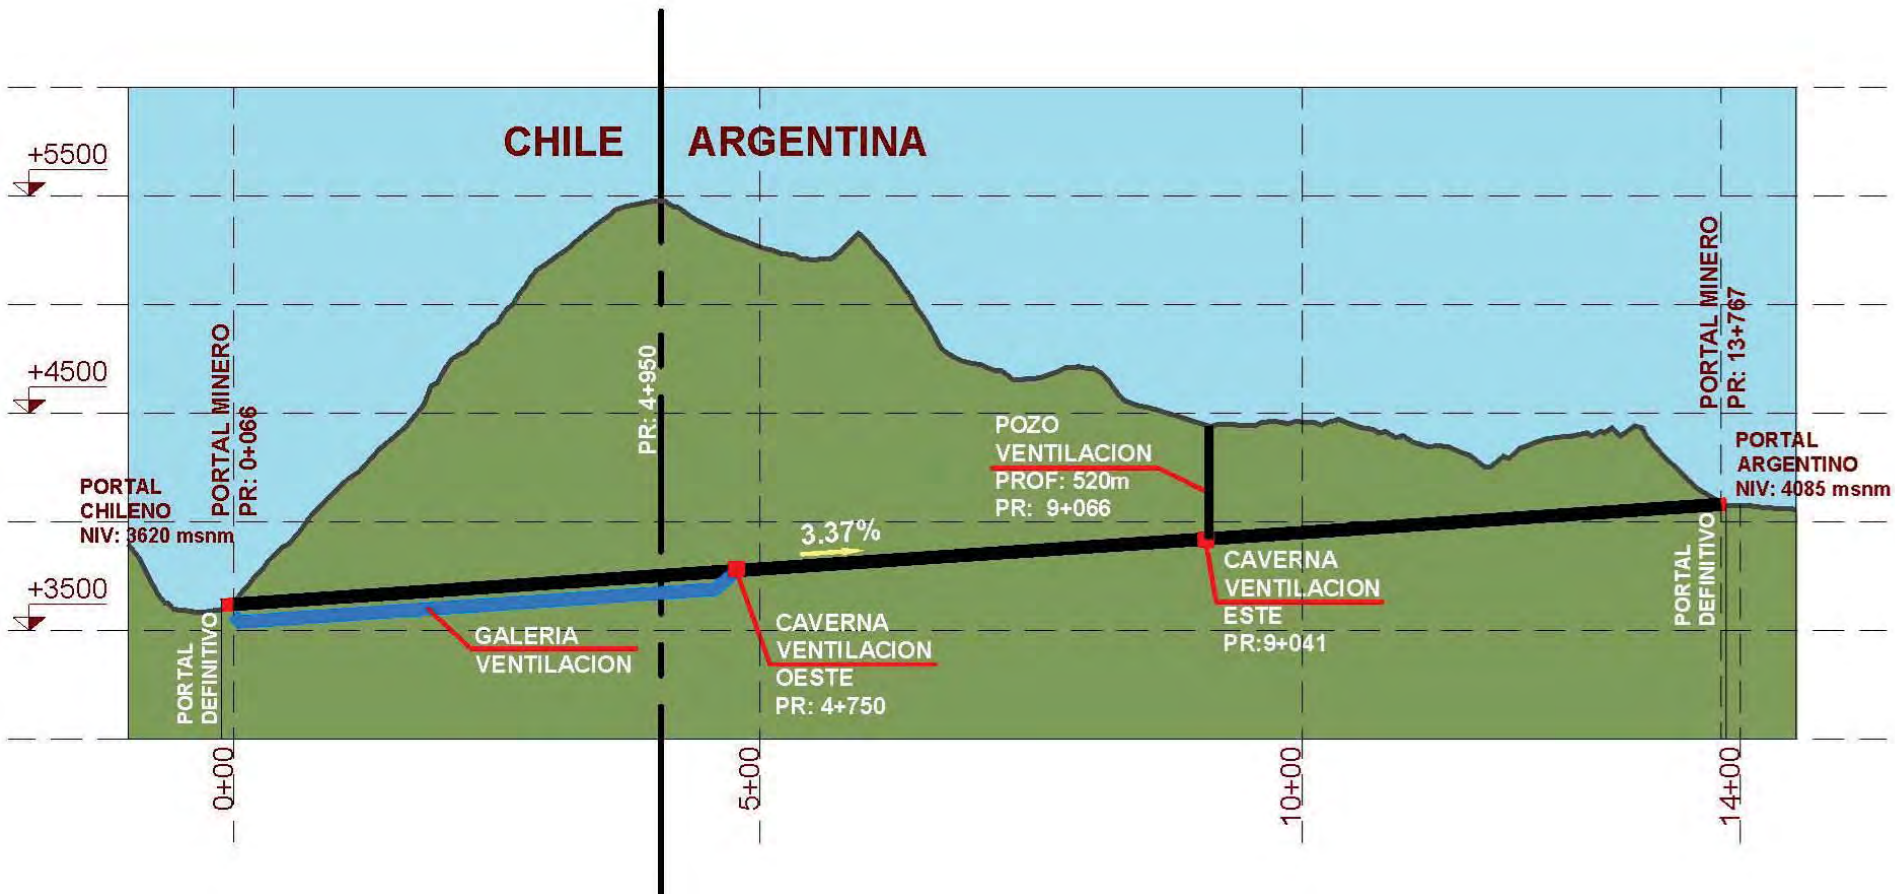 CHILE
ARGENTINA
+5500
+4500
+3500
PORTAL MINERO
PR: 0+066
PORTAL
CHILENO
NIV: 3620 msnm
PORTAL
DEFINITIVO
PR: 4+950
GALERIA
VENTILACION
3.37%
CAVERNA
VENTILACION
OESTE
PR: 4+750
POZO
VENTILACION
PROF: 520m
PR: 9+066
CAVERNA
VENTILACION
ESTE
PR:9+041
PORTAL MINERO
PR: 13+767
PORTAL
ARGENTINO
NIV: 4085 msnm
PORTAL
DEFINITIVO
0+00
5+00
10+00
14+00